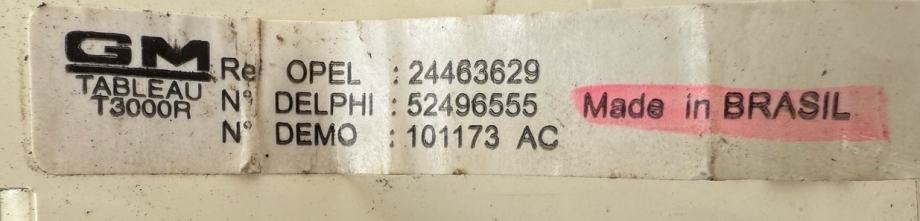 GM
TABLEAU
T3000R
Re OPEL : 24463629
N° DELPHI : 52496555 Made in BRASIL
N° DEMO : 101173 AC